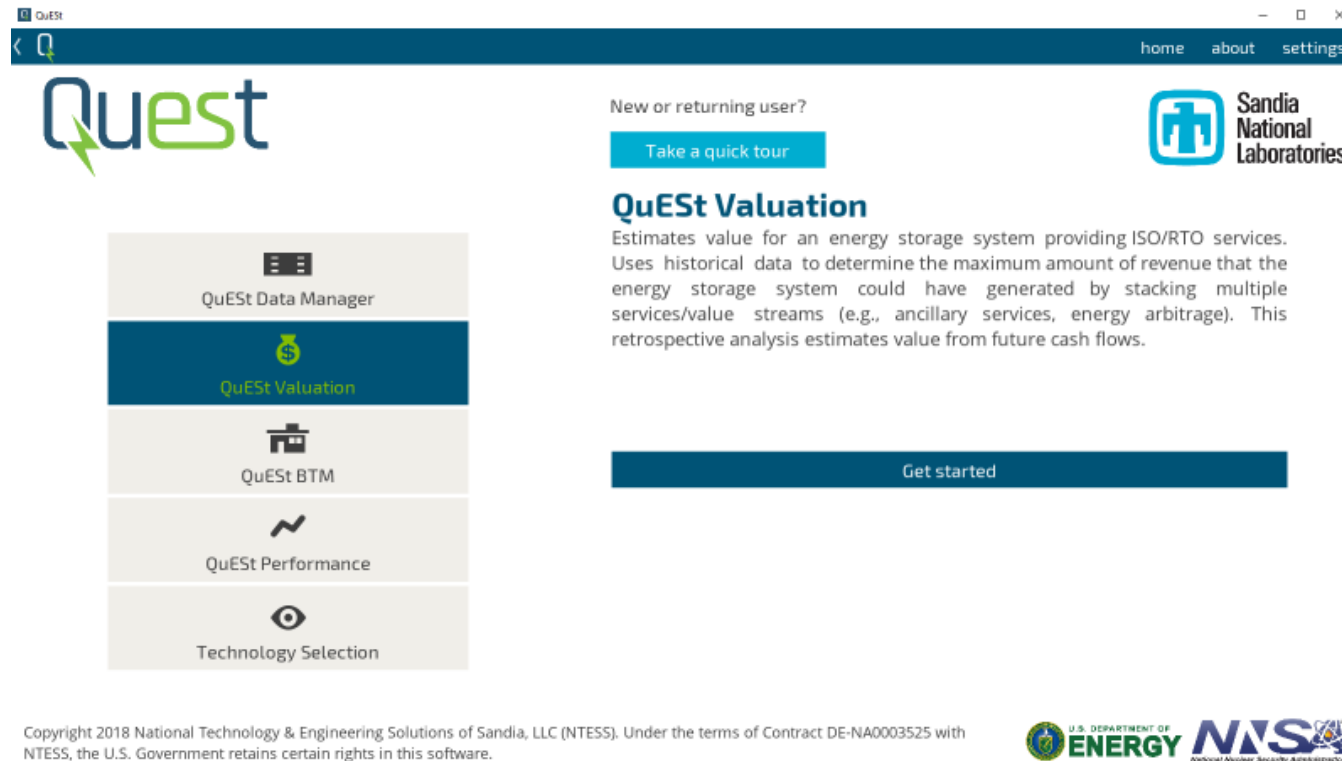 QuESt
home about settings
Quest
New or returning user?
Take a quick tour
Sandia
National
Laboratories
QuESt Valuation
Estimates value for an energy storage system providing ISO/RTO services.
Uses historical data to determine the maximum amount of revenue that the
energy storage system could have generated by stacking multiple
services/value streams (e.g., ancillary services, energy arbitrage). This
retrospective analysis estimates value from future cash flows.
Get started
QuESt Data Manager
QuESt Valuation
QuESt BTM
QuESt Performance
Technology Selection
Copyright 2018 National Technology & Engineering Solutions of Sandia, LLC (NTESS). Under the terms of Contract DE-NA0003525 with
NTESS, the U.S. Government retains certain rights in this software.
U.S. DEPARTMENT OF
ENERGY
NNSA
National Nuclear Security Administration